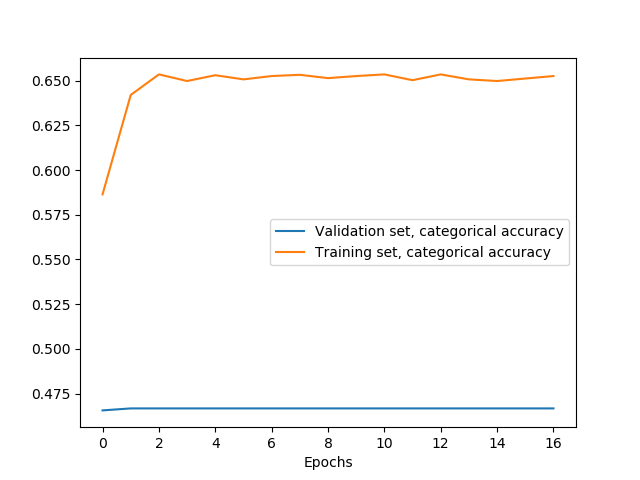 0.650
0.625
0.600
0.575
0.550
0.525
0.500
0.475
Validation set, categorical accuracy
Training set, categorical accuracy
0 2 4 6 8 10 12 14 16
Epochs